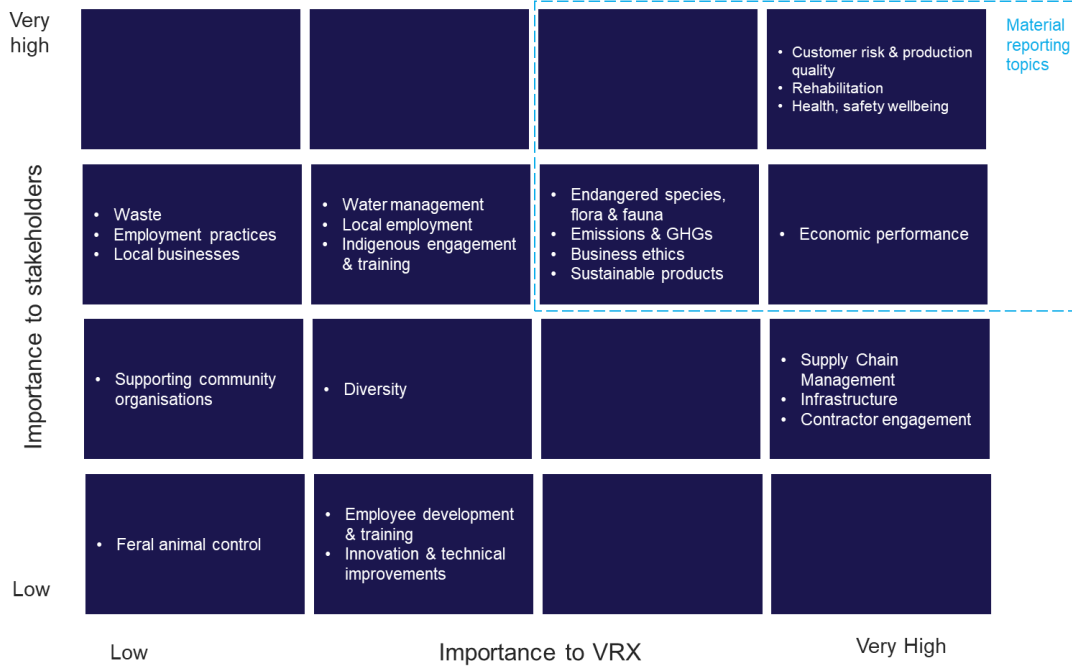 Very
high
Material
reporting
topics
• Customer risk & production
quality
• Rehabilitation
• Health, safety wellbeing
Importance to stakeholders
• Waste
• Employment practices
• Local businesses
• Water management
• Local employment
• Indigenous engagement
& training
• Endangered species,
flora & fauna
• Emissions & GHGs
• Business ethics
• Sustainable products
• Economic performance
• Supporting community
organisations
• Diversity
• Supply Chain
Management
• Infrastructure
• Contractor engagement
• Feral animal control
• Employee development
& training
• Innovation & technical
improvements
Low
Low
Importance to VRX
Very High